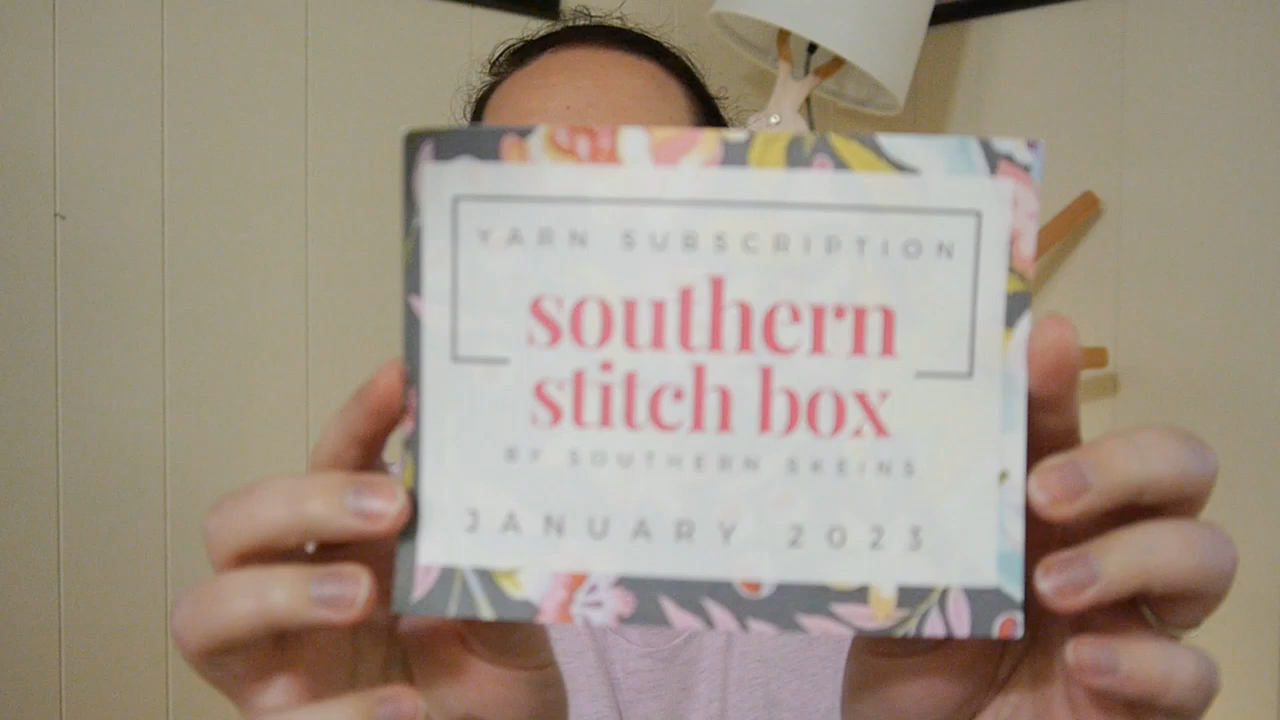 YARN SUBSCRIPTION
southern
stitch box
BY SOUTHERN SKEINS
JANUARY 2023